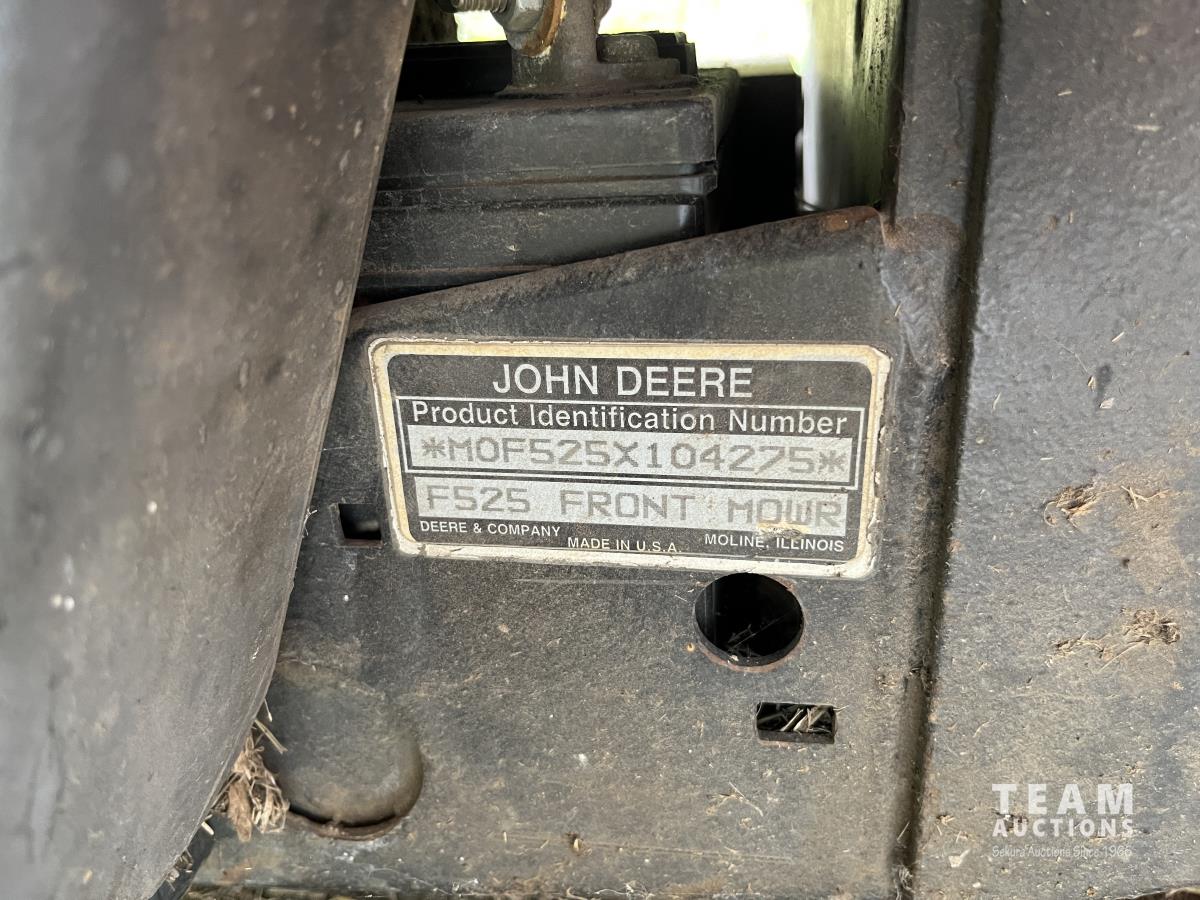 JOHN DEERE
Product Identification Number
*M0F525X104275*
F525 FRONT MOWR
DEERE & COMPANY MADE IN U.S.A. MOLINE, ILLINOIS
TEAM
AUCTIONS
Sekura Auctions Since 1966